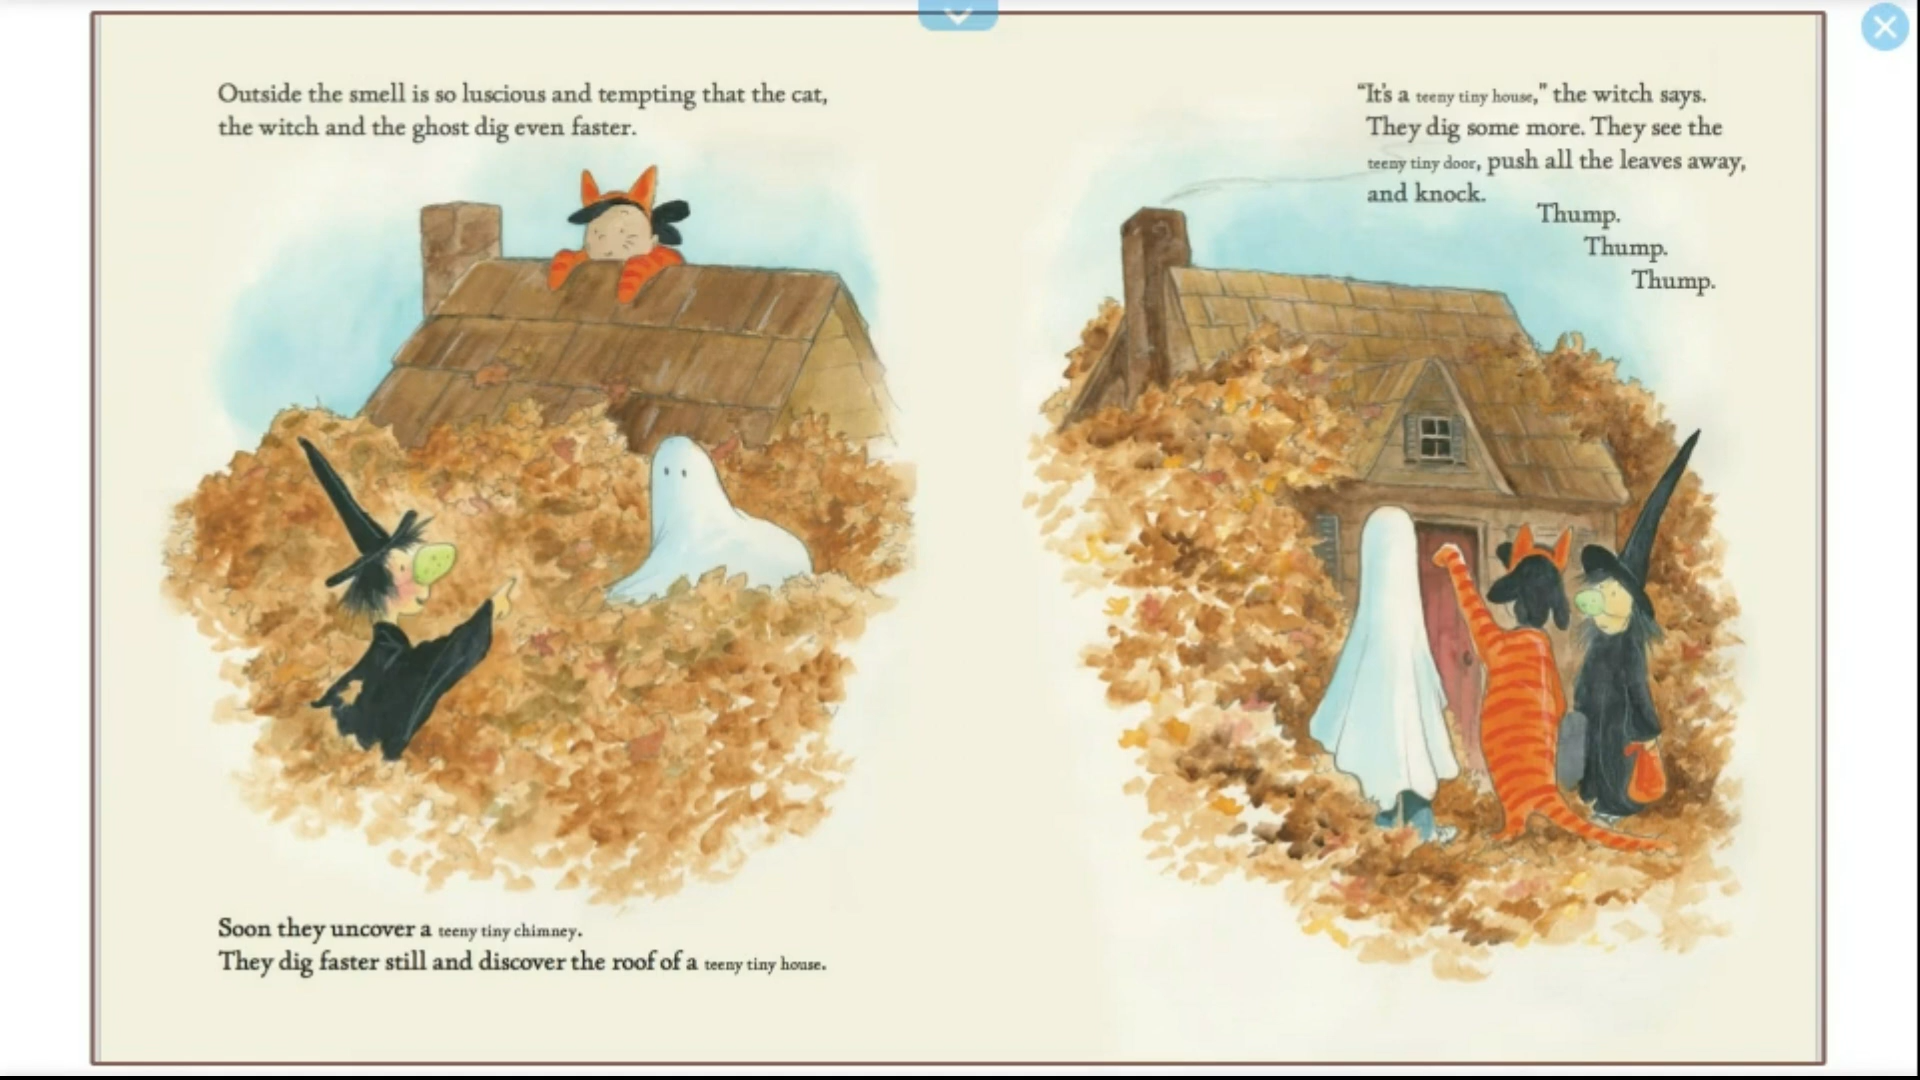 Outside the smell is so luscious and tempting that the cat,
the witch and the ghost dig even faster.
Soon they uncover a teeny tiny chimney.
They dig faster still and discover the roof of a teeny tiny house.
“It’s a teeny tiny house,” the witch says.
They dig some more. They see the
teeny tiny door, push all the leaves away,
and knock.
Thump.
Thump.
Thump.